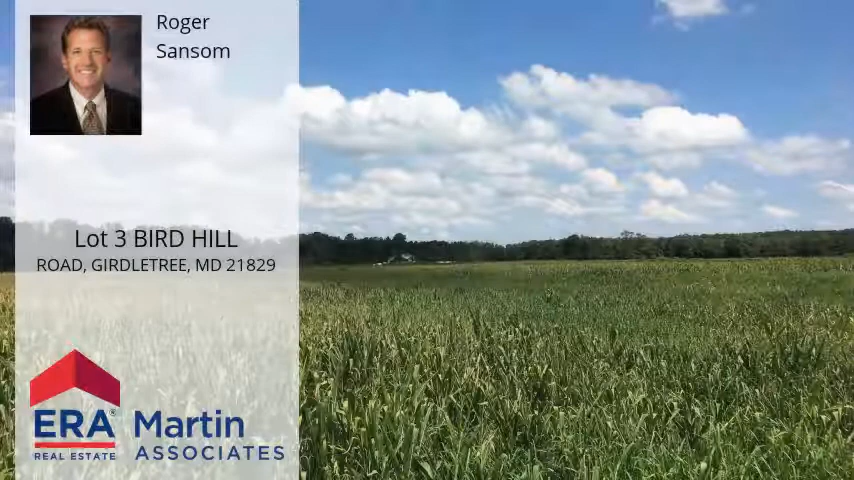 Roger
Sansom
Lot 3 BIRD HILL
ROAD, GIRDLETREE, MD 21829
ERA® Martin
REAL ESTATE ASSOCIATES